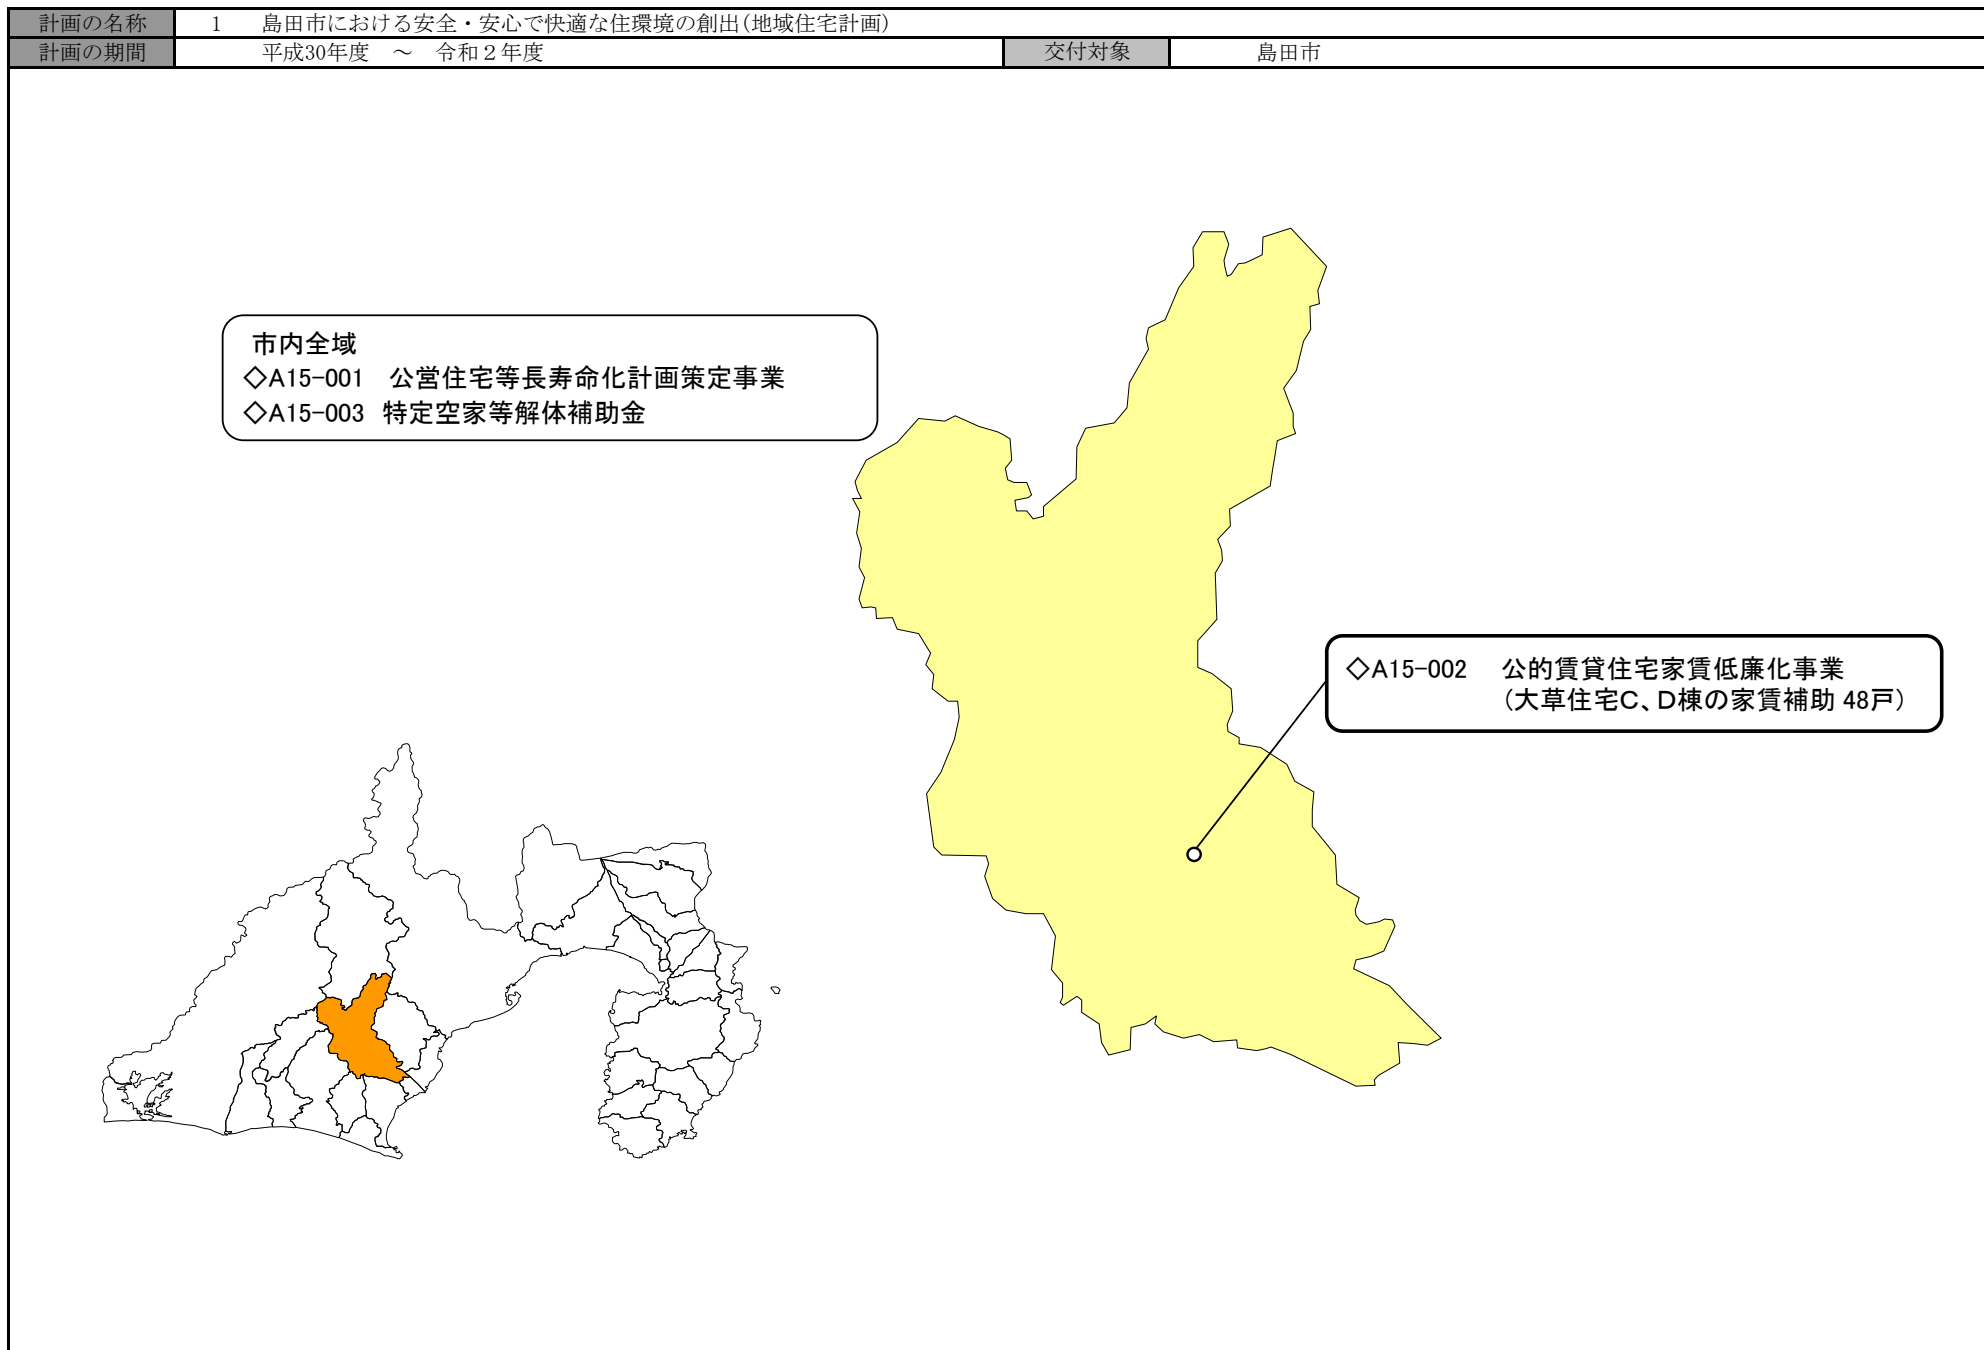 計画の名称 1 島田市における安全・安心で快適な住環境の創出(地域住宅計画)
計画の期間 平成30年度 ～ 令和２年度 交付対象 島田市
市内全域
◇A15-001 公営住宅等長寿命化計画策定事業
◇A15-003 特定空家等解体補助金
◇A15-002 公的賃貸住宅家賃低廉化事業
（大草住宅Ｃ、Ｄ棟の家賃補助 48戸）